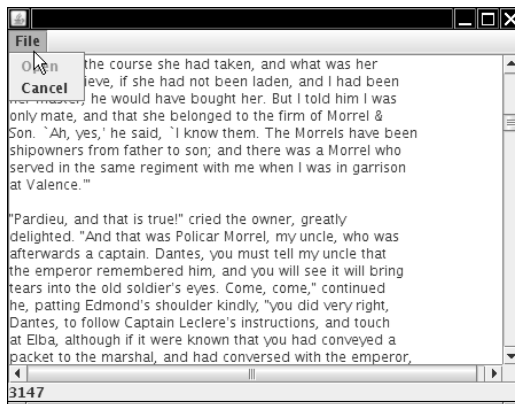 File
Open
Cancel
the course she had taken, and what was her
ieve, if she had not been laden, and I had been
her master, he would have bought her. But I told him I was
only mate, and that she belonged to the firm of Morrel &
Son. `Ah, yes,' he said, `I know them. The Morrels have been
shipowners from father to son; and there was a Morrel who
served in the same regiment with me when I was in garrison
at Valence.'"
"Pardieu, and that is true!" cried the owner, greatly
delighted. "And that was Policar Morrel, my uncle, who was
afterwards a captain. Dantes, you must tell my uncle that
the emperor remembered him, and you will see it will bring
tears into the old soldier's eyes. Come, come," continued
he, patting Edmond's shoulder kindly, "you did very right,
Dantes, to follow Captain Leclere's instructions, and touch
at Elba, although if it were known that you had conveyed a
packet to the marshal, and had conversed with the emperor,
3147